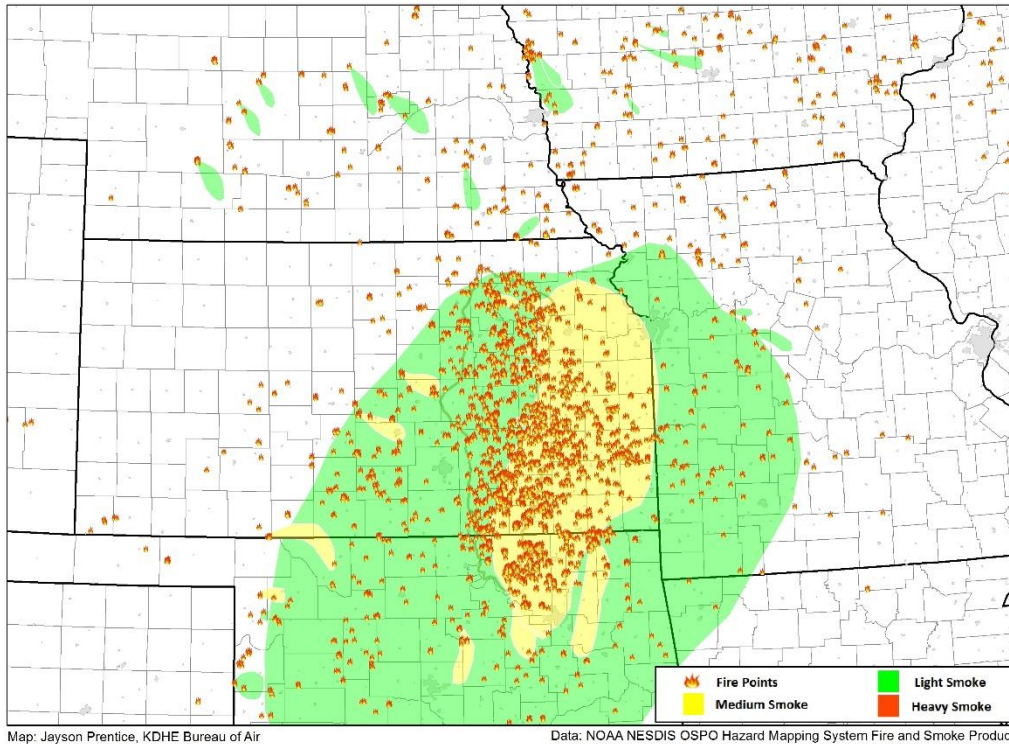 Fire Points
Light Smoke
Medium Smoke
Heavy Smoke
Map: Jayson Prentice, KDHE Bureau of Air
Data: NOAA NESDIS OSPO Hazard Mapping System Fire and Smoke Produc